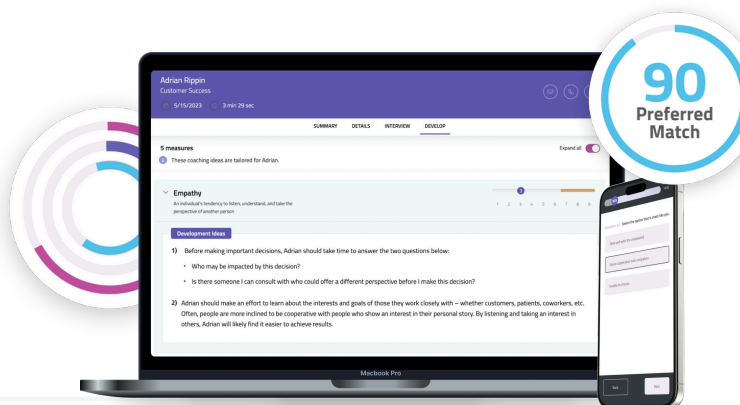 Adrian Rippin
Customer Success
5/15/2023 3 min 29 sec
SUMMARY DETAILS INTERVIEW DEVELOP
5 measures
Expand all
These coaching ideas are tailored for Adrian.
Empathy
An individual's tendency to listen, understand, and take the
perspective of another person
3
1 2 3 4 5 6 7 8 9
Development Ideas
1) Before making important decisions, Adrian should take time to answer the two questions below:
• Who may be impacted by this decision?
• Is there someone I can consult with who could offer a different perspective before I make this decision?
2) Adrian should make an effort to learn about the interests and goals of those they work closely with – whether customers, patients, coworkers, etc.
Often, people are more inclined to be cooperative with people who show an interest in their personal story. By listening and taking an interest in
others, Adrian will likely find it easier to achieve results.
Macbook Pro
90
Preferred
Match
Select the option that is most like you
Back
Next